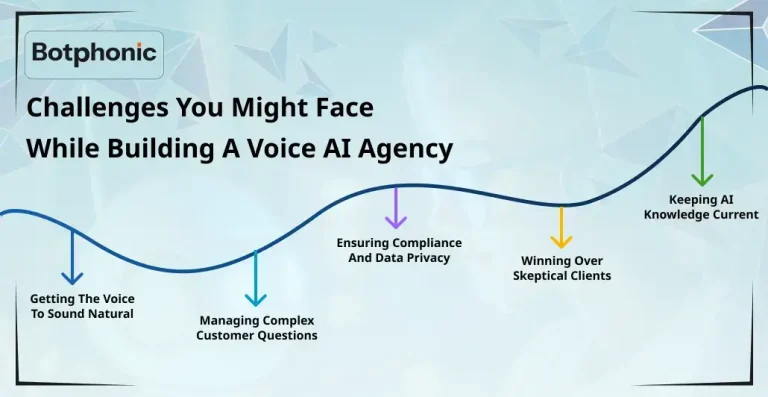 Botphonic
Challenges You Might Face
While Building A Voice AI Agency
Getting The Voice
To Sound Natural
Managing Complex
Customer Questions
Ensuring Compliance
And Data Privacy
Winning Over
Skeptical Clients
Keeping AI
Knowledge Current